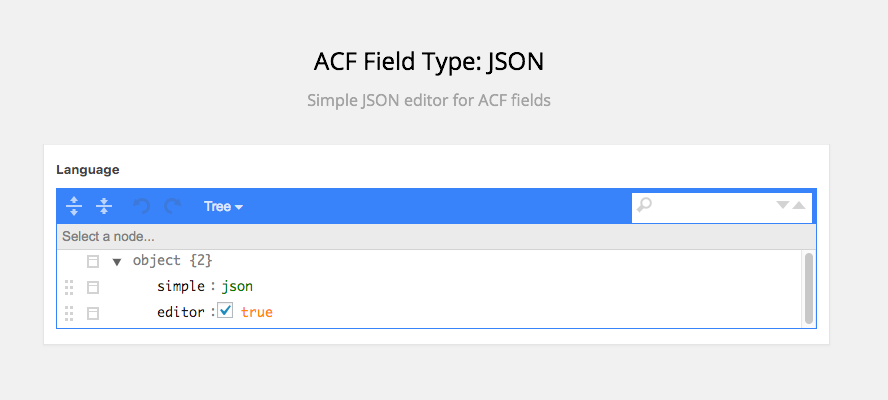 ACF Field Type: JSON
Simple JSON editor for ACF fields
Language
Tree
Select a node...
object {2}
simple : json
editor : true